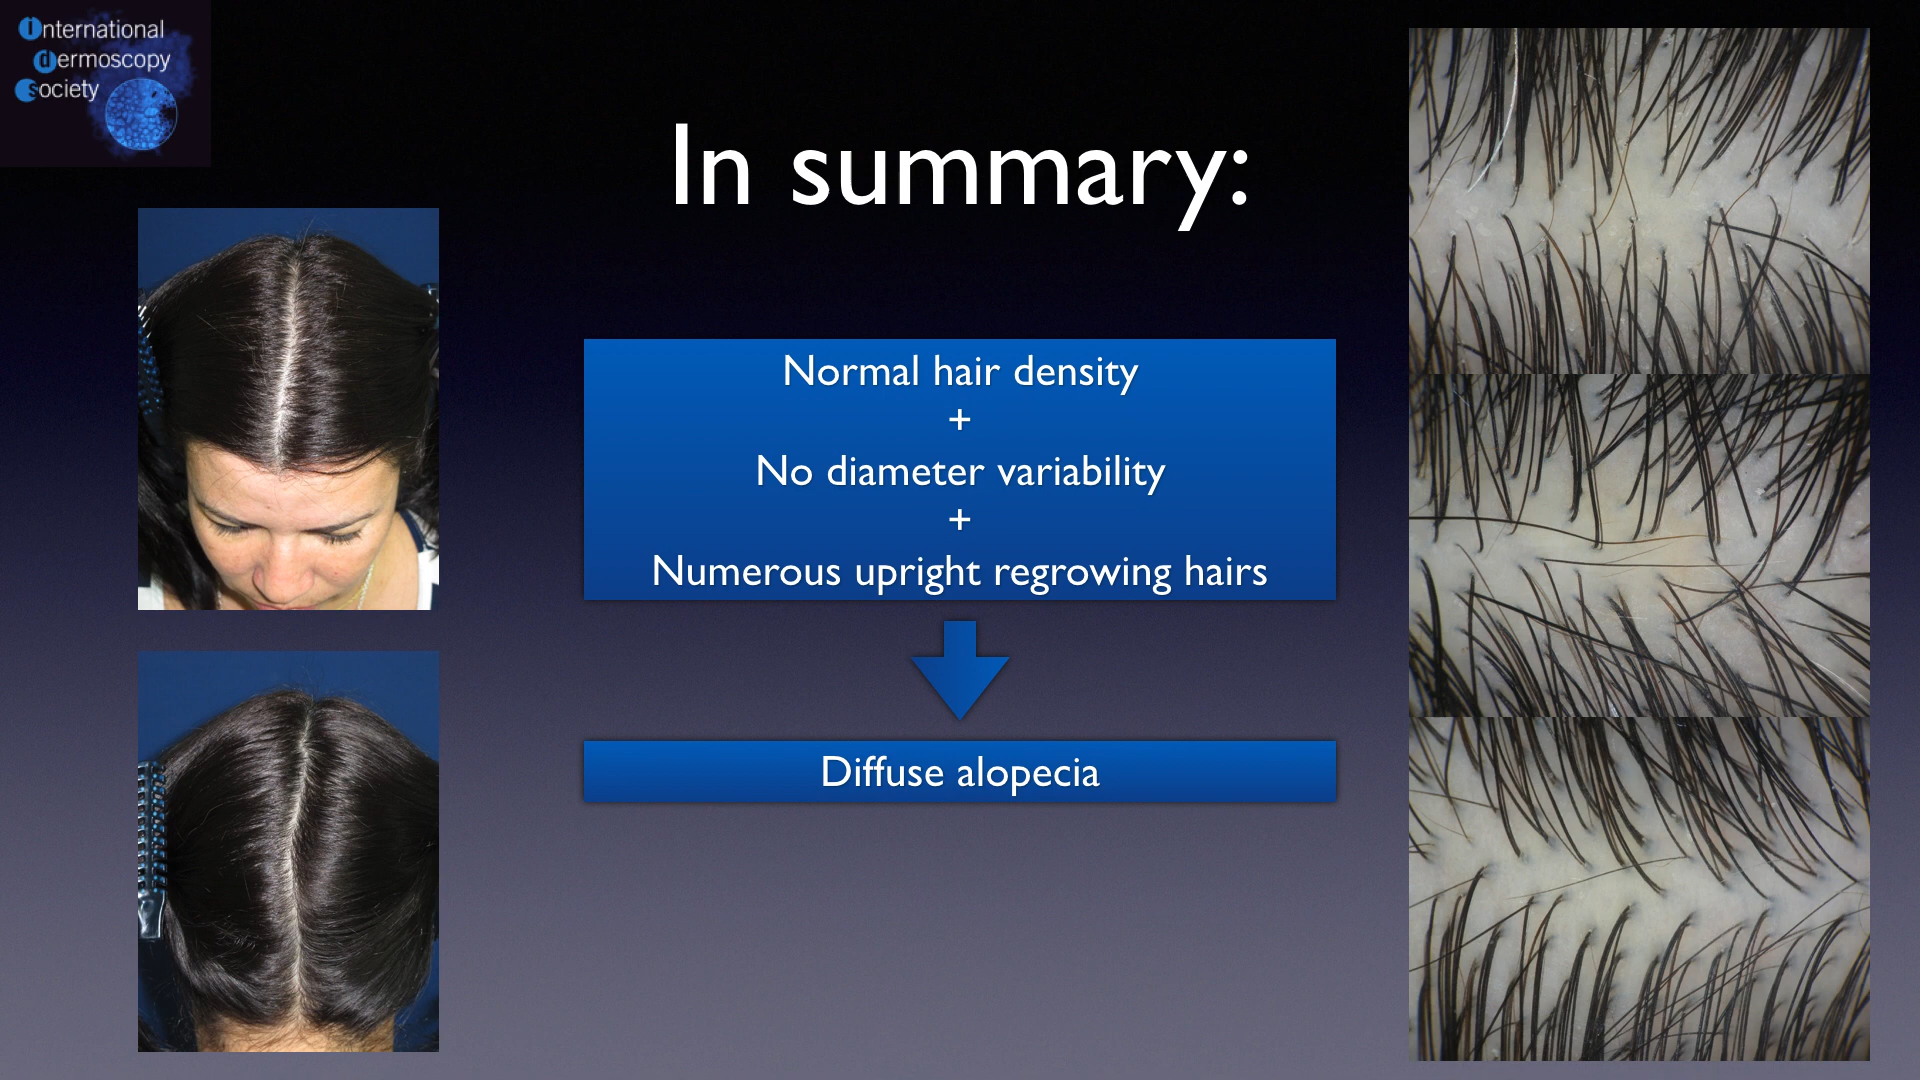 international
dermoscopy
society
In summary:
Normal hair density
+
No diameter variability
+
Numerous upright regrowing hairs
Diffuse alopecia